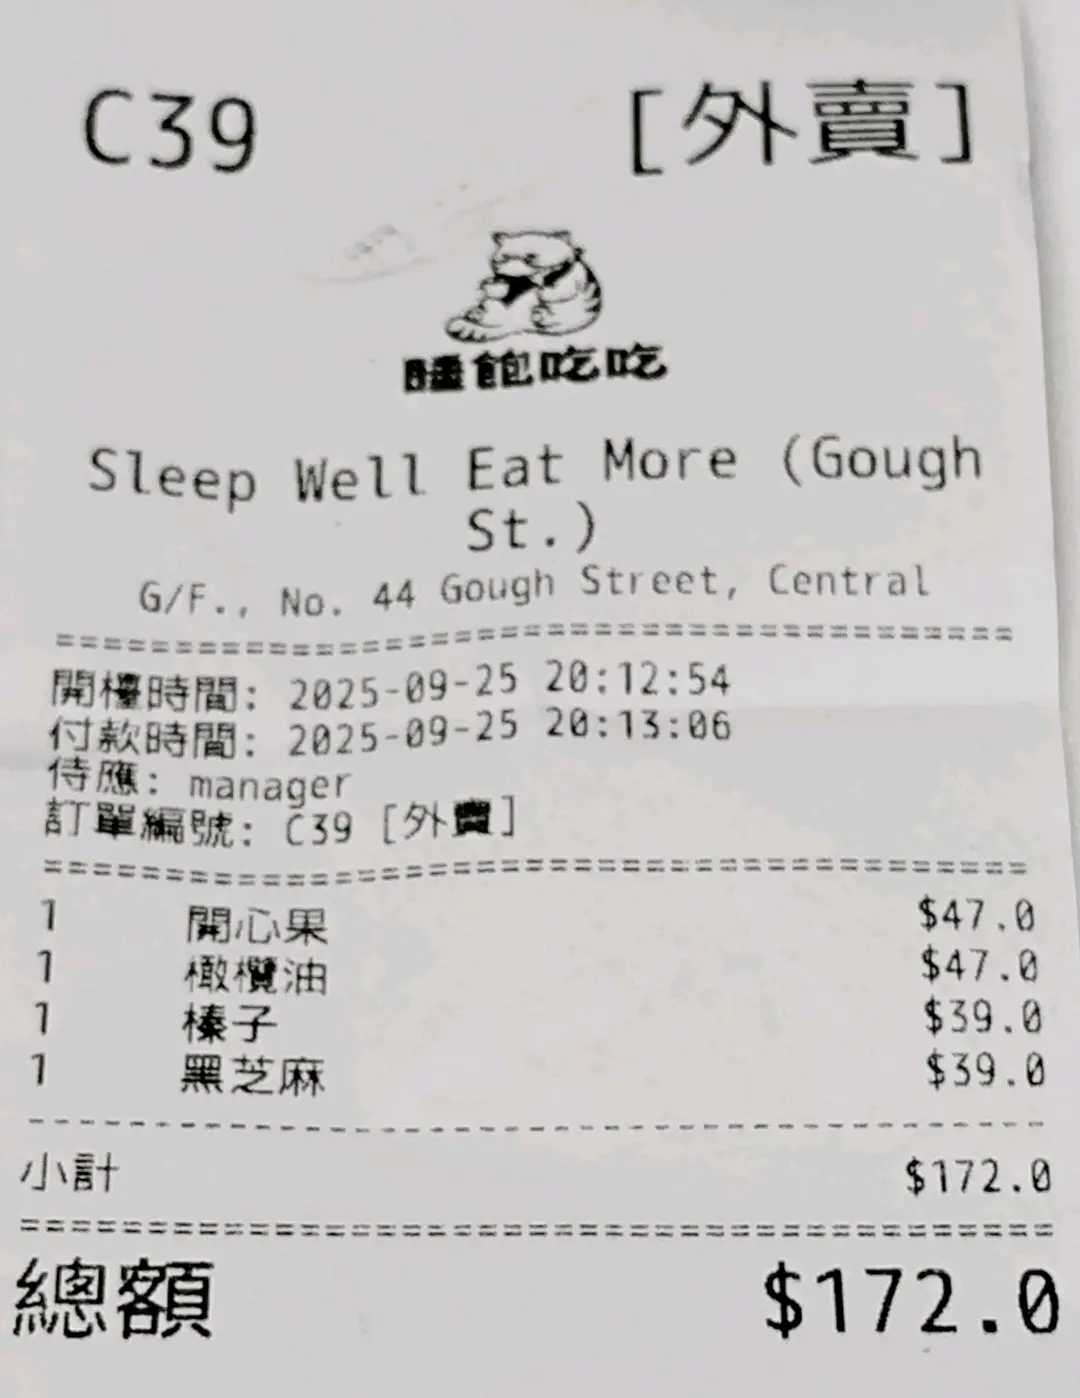 C39 [外賣]
睡飽吃吃
Sleep Well Eat More (Gough
St.)
G/F., No. 44 Gough Street, Central
開檯時間: 2025-09-25 20:12:54
付款時間: 2025-09-25 20:13:06
侍應: manager
訂單編號: C39 [外賣]
1 開心果 $47.0
1 橄欖油 $47.0
1 榛子 $39.0
1 黑芝麻 $39.0
小計 $172.0
總額 $172.0